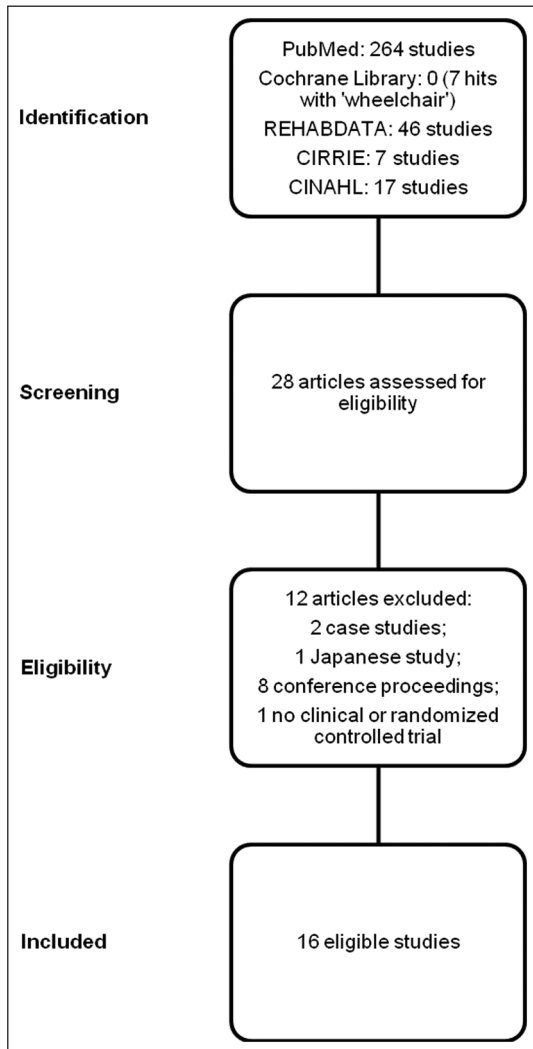 Identification
PubMed: 264 studies
Cochrane Library: 0 (7 hits
with 'wheelchair')
REHABDATA: 46 studies
CIRRIE: 7 studies
CINAHL: 17 studies
Screening
28 articles assessed for
eligibility
Eligibility
12 articles excluded:
2 case studies;
1 Japanese study;
8 conference proceedings;
1 no clinical or randomized
controlled trial
Included
16 eligible studies